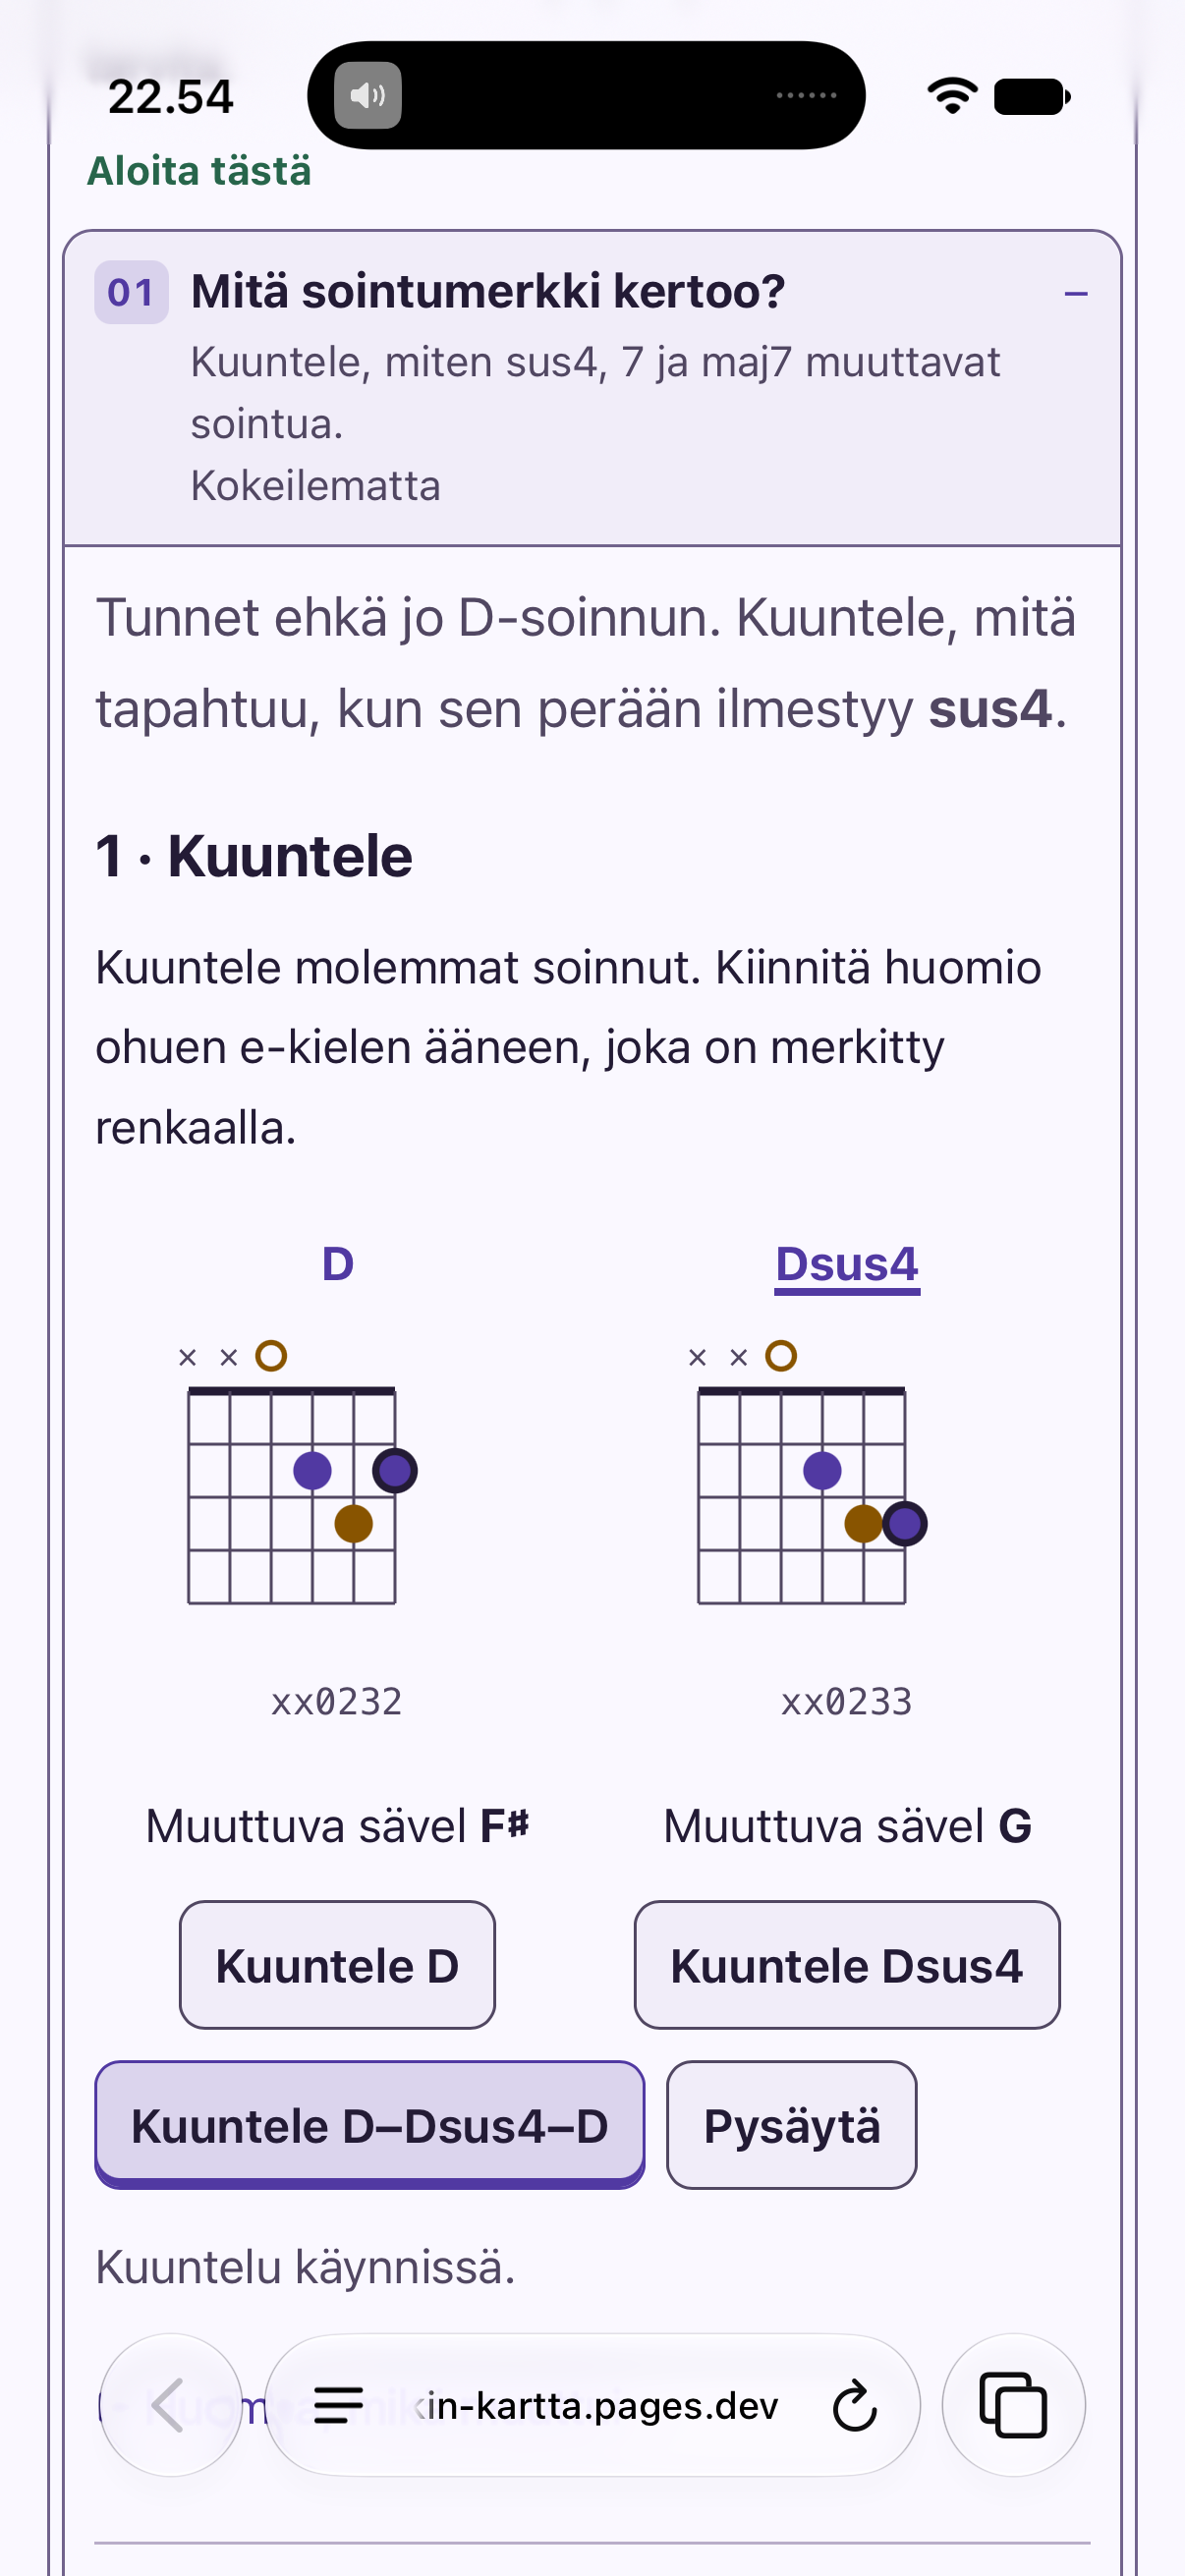 22.54
Aloita tästä
01 Mitä sointumerkki kertoo? –
Kuuntele, miten sus4, 7 ja maj7 muuttavat
sointua.
Kokeilematta
Tunnet ehkä jo D-soinnun. Kuuntele, mitä
tapahtuu, kun sen perään ilmestyy sus4.
1 · Kuuntele
Kuuntele molemmat soinnut. Kiinnitä huomio
ohuen e-kielen ääneen, joka on merkitty
renkaalla.
D Dsus4
× × × ×
xx0232 xx0233
Muuttuva sävel F♯ Muuttuva sävel G
Kuuntele D Kuuntele Dsus4
Kuuntele D–Dsus4–D Pysäytä
Kuuntelu käynnissä.
in-kartta.pages.dev